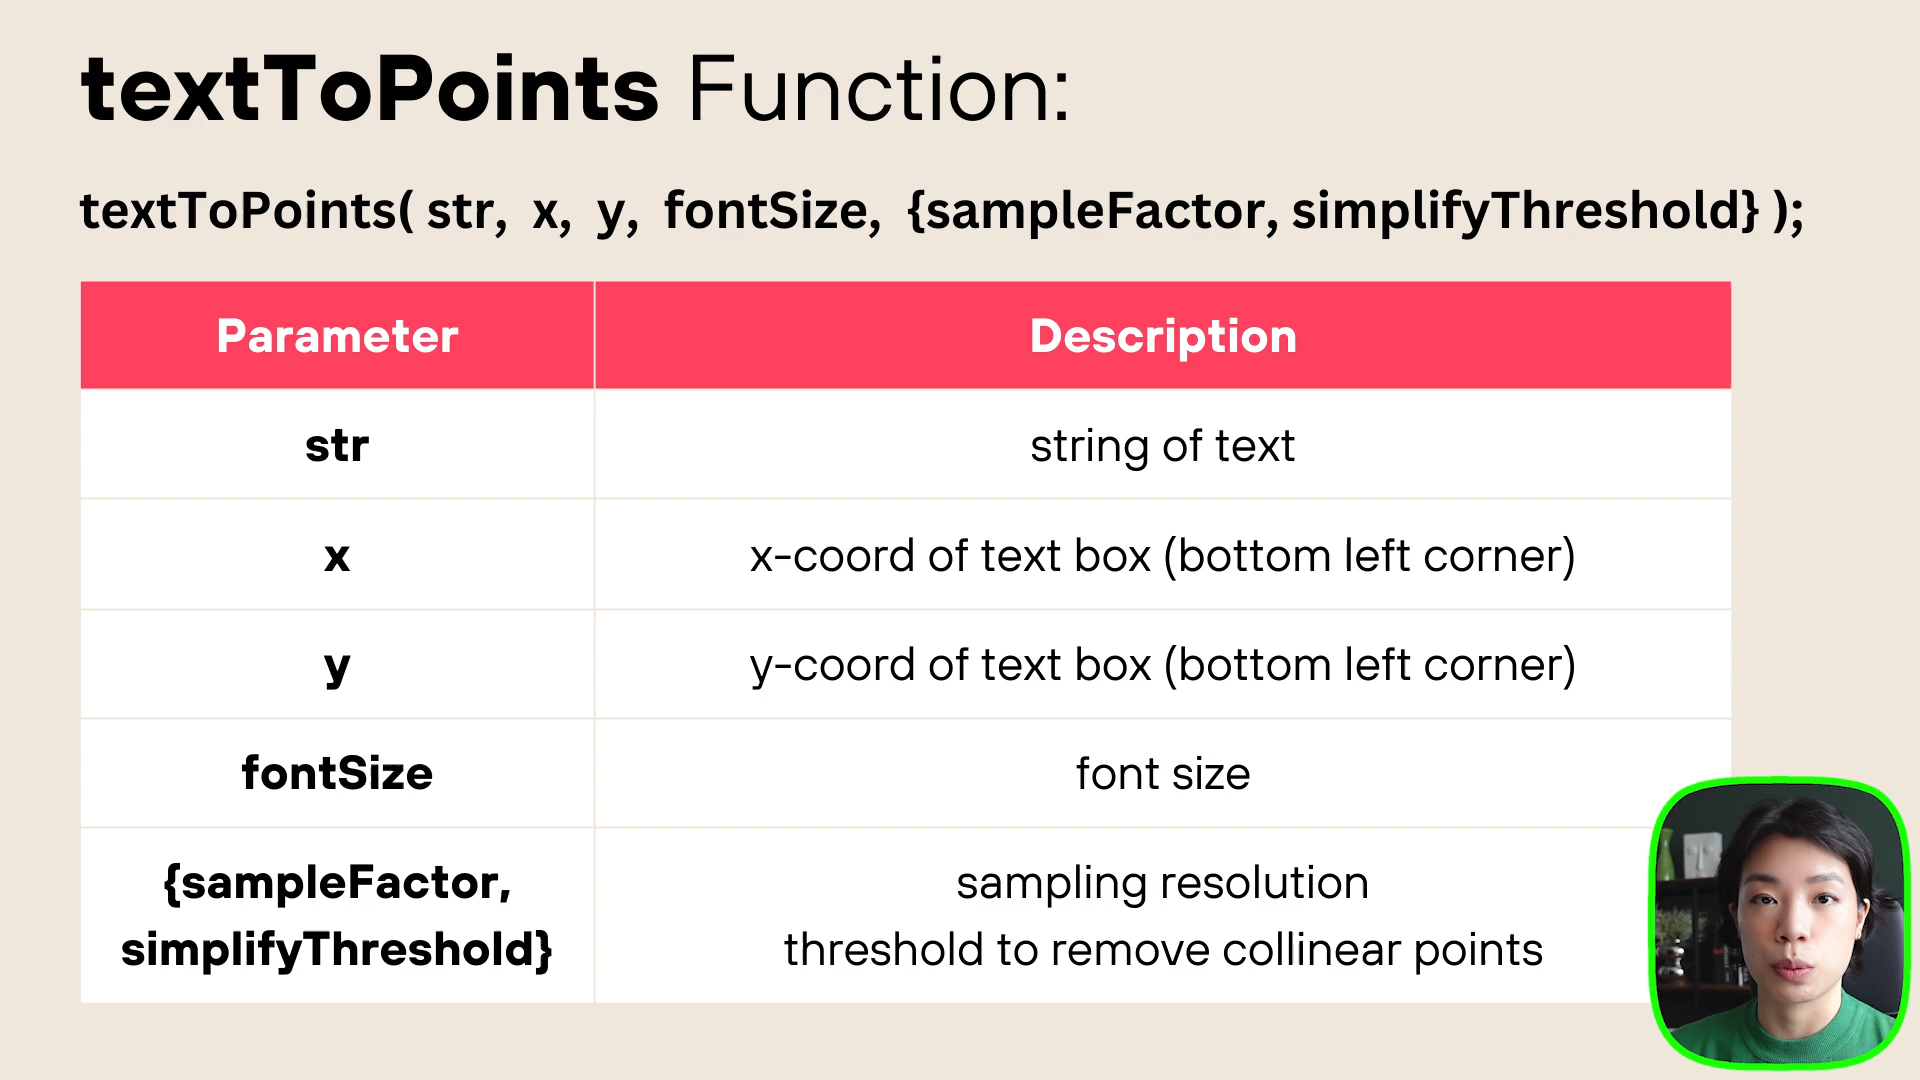 textToPoints Function:
textToPoints( str, x, y, fontSize, {sampleFactor, simplifyThreshold} );
Parameter Description
str string of text
x x-coord of text box (bottom left corner)
y y-coord of text box (bottom left corner)
fontSize font size
{sampleFactor, sampling resolution
simplifyThreshold} threshold to remove collinear points